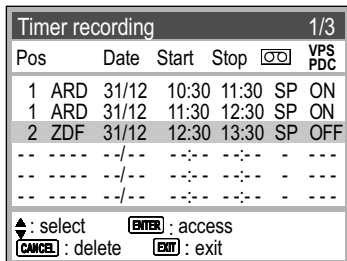 Timer recording 1/3
Pos Date Start Stop VPS PDC
1 ARD 31/12 10:30 11:30 SP ON
1 ARD 31/12 11:30 12:30 SP ON
2 ZDF 31/12 12:30 13:30 SP OFF
-- ---- --/-- --:-- --:-- - ---
-- ---- --/-- --:-- --:-- - ---
-- ---- --/-- --:-- --:-- - ---
: select ENTER : access
CANCEL : delete EXIT : exit